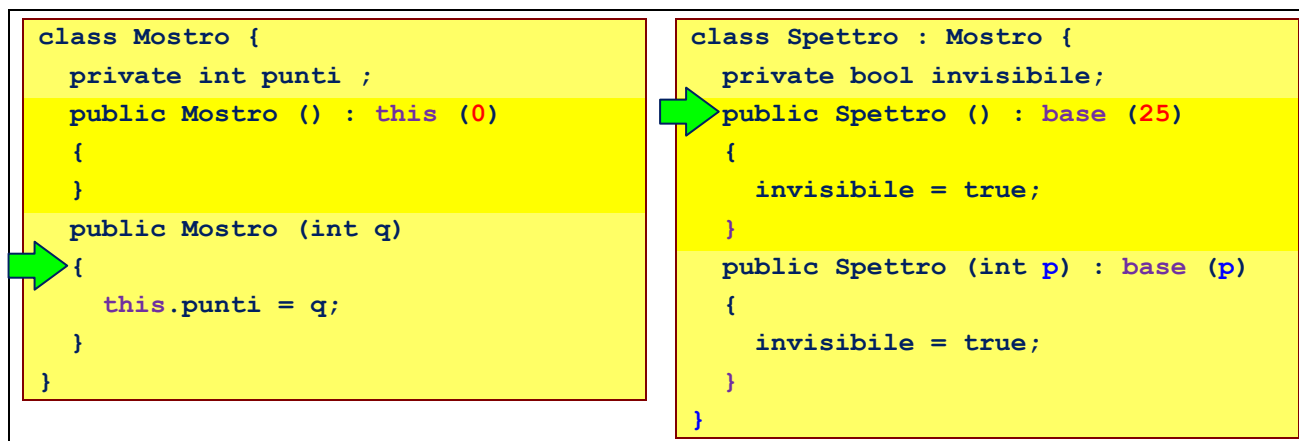 class Mostro {
private int punti ;
public Mostro () : this (0)
{
}
public Mostro (int q)
{
this.punti = q;
}
}
class Spettro : Mostro {
private bool invisibile;
public Spettro () : base (25)
{
invisibile = true;
}
public Spettro (int p) : base (p)
{
invisibile = true;
}
}